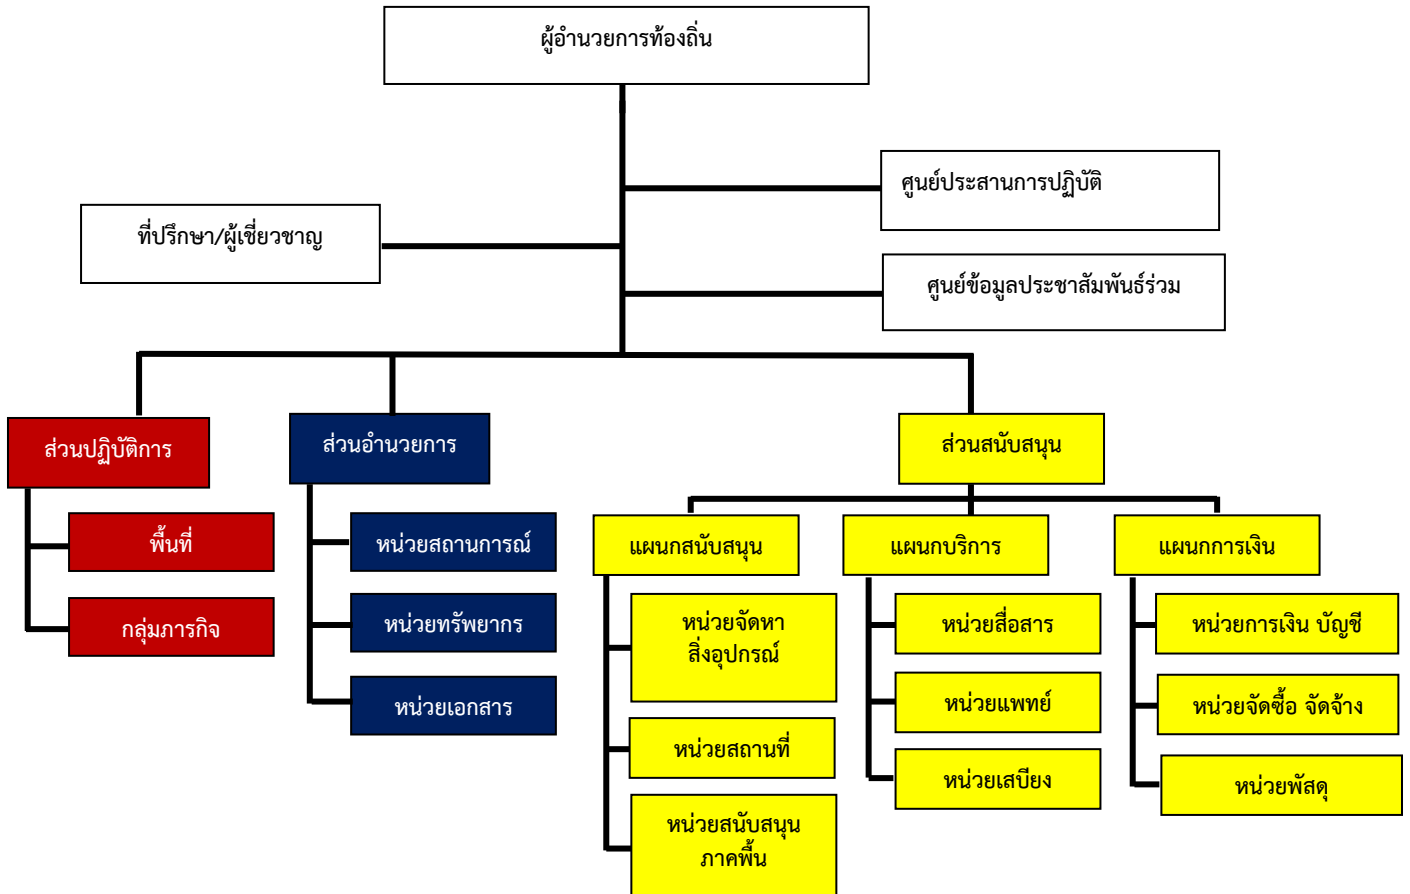 ผู้อำนวยการท้องถิ่น
ศูนย์ประสานการปฏิบัติ
ที่ปรึกษา/ผู้เชี่ยวชาญ
ศูนย์ข้อมูลประชาสัมพันธ์ร่วม
ส่วนปฏิบัติการ
พื้นที่
กลุ่มภารกิจ
ส่วนอำนวยการ
หน่วยสถานการณ์
หน่วยทรัพยากร
หน่วยเอกสาร
ส่วนสนับสนุน
แผนกสนับสนุน
หน่วยจัดหา
สิ่งอุปกรณ์
หน่วยสถานที่
หน่วยสนับสนุน
ภาคพื้น
แผนกบริการ
หน่วยสื่อสาร
หน่วยแพทย์
หน่วยเสบียง
แผนกการเงิน
หน่วยการเงิน บัญชี
หน่วยจัดซื้อ จัดจ้าง
หน่วยพัสดุ